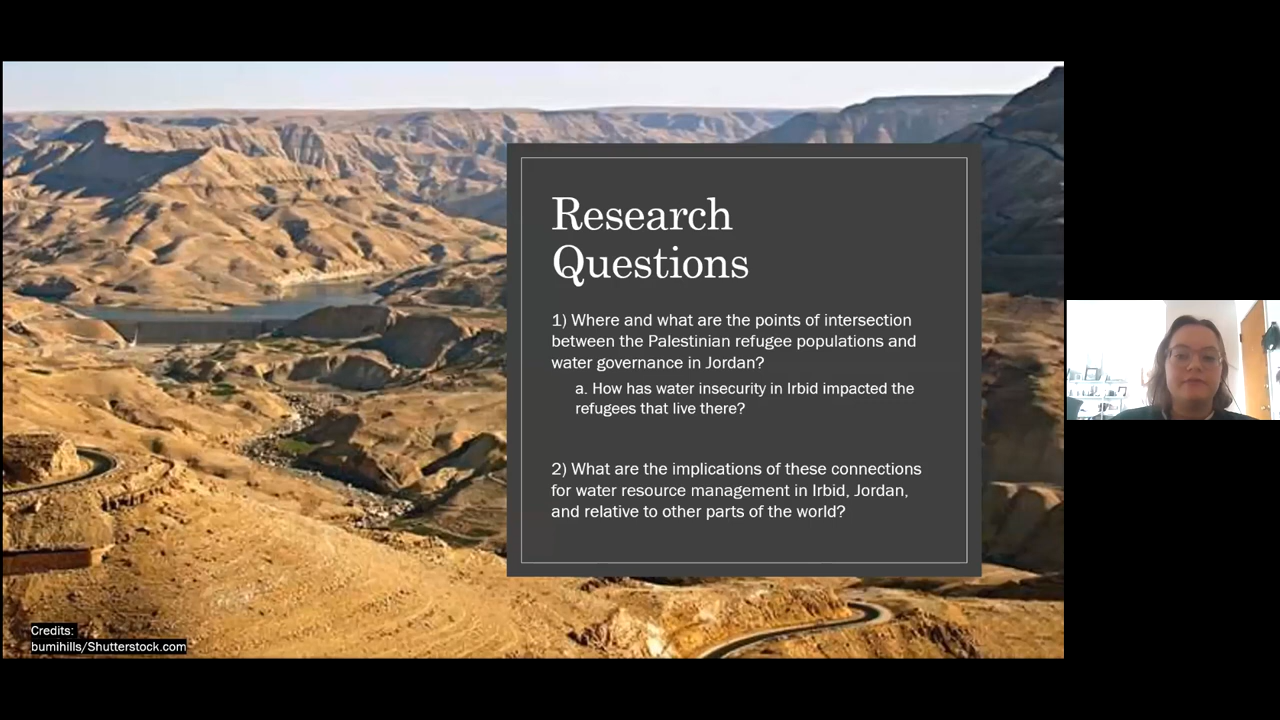 Research
Questions
1) Where and what are the points of intersection
between the Palestinian refugee populations and
water governance in Jordan?
a. How has water insecurity in Irbid impacted the
refugees that live there?
2) What are the implications of these connections
for water resource management in Irbid, Jordan,
and relative to other parts of the world?
Credits:
bumihills/Shutterstock.com